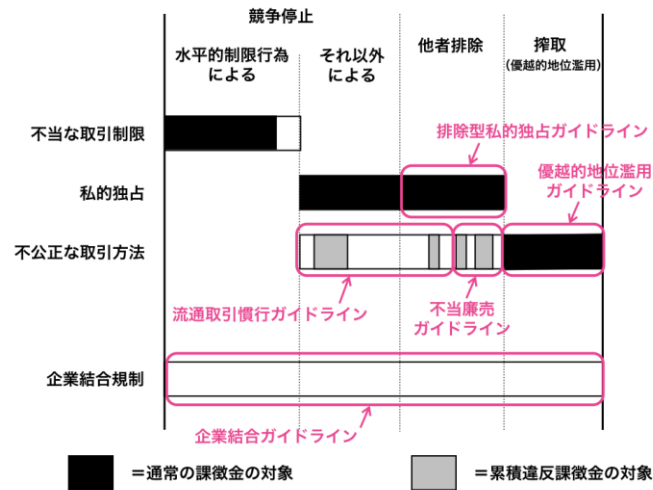 競争停止
水平的制限行為
による
それ以外
による
他者排除
搾取
(優越的地位濫用)
不当な取引制限
排除型私的独占ガイドライン
私的独占
優越的地位濫用
ガイドライン
不公正な取引方法
流通取引慣行ガイドライン
不当廉売
ガイドライン
企業結合規制
企業結合ガイドライン
＝通常の課徴金の対象
＝累積違反課徴金の対象